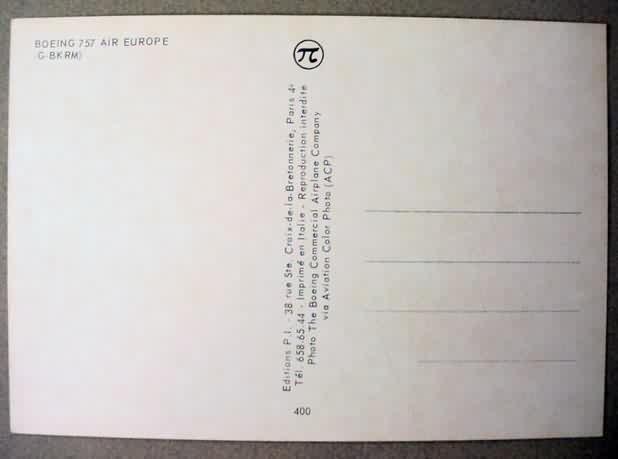 BOEING 757 AIR EUROPE
(G-BKRM)
π
Editions P.I. - 38 rue Ste. Croix-de-la-Bretonnerie, Paris 4e
Tél. 658.65.44 - Imprimé en Italie - Reproduction interdite
Photo The Boeing Commercial Airplane Company
via Aviation Color Photo (ACP)
400